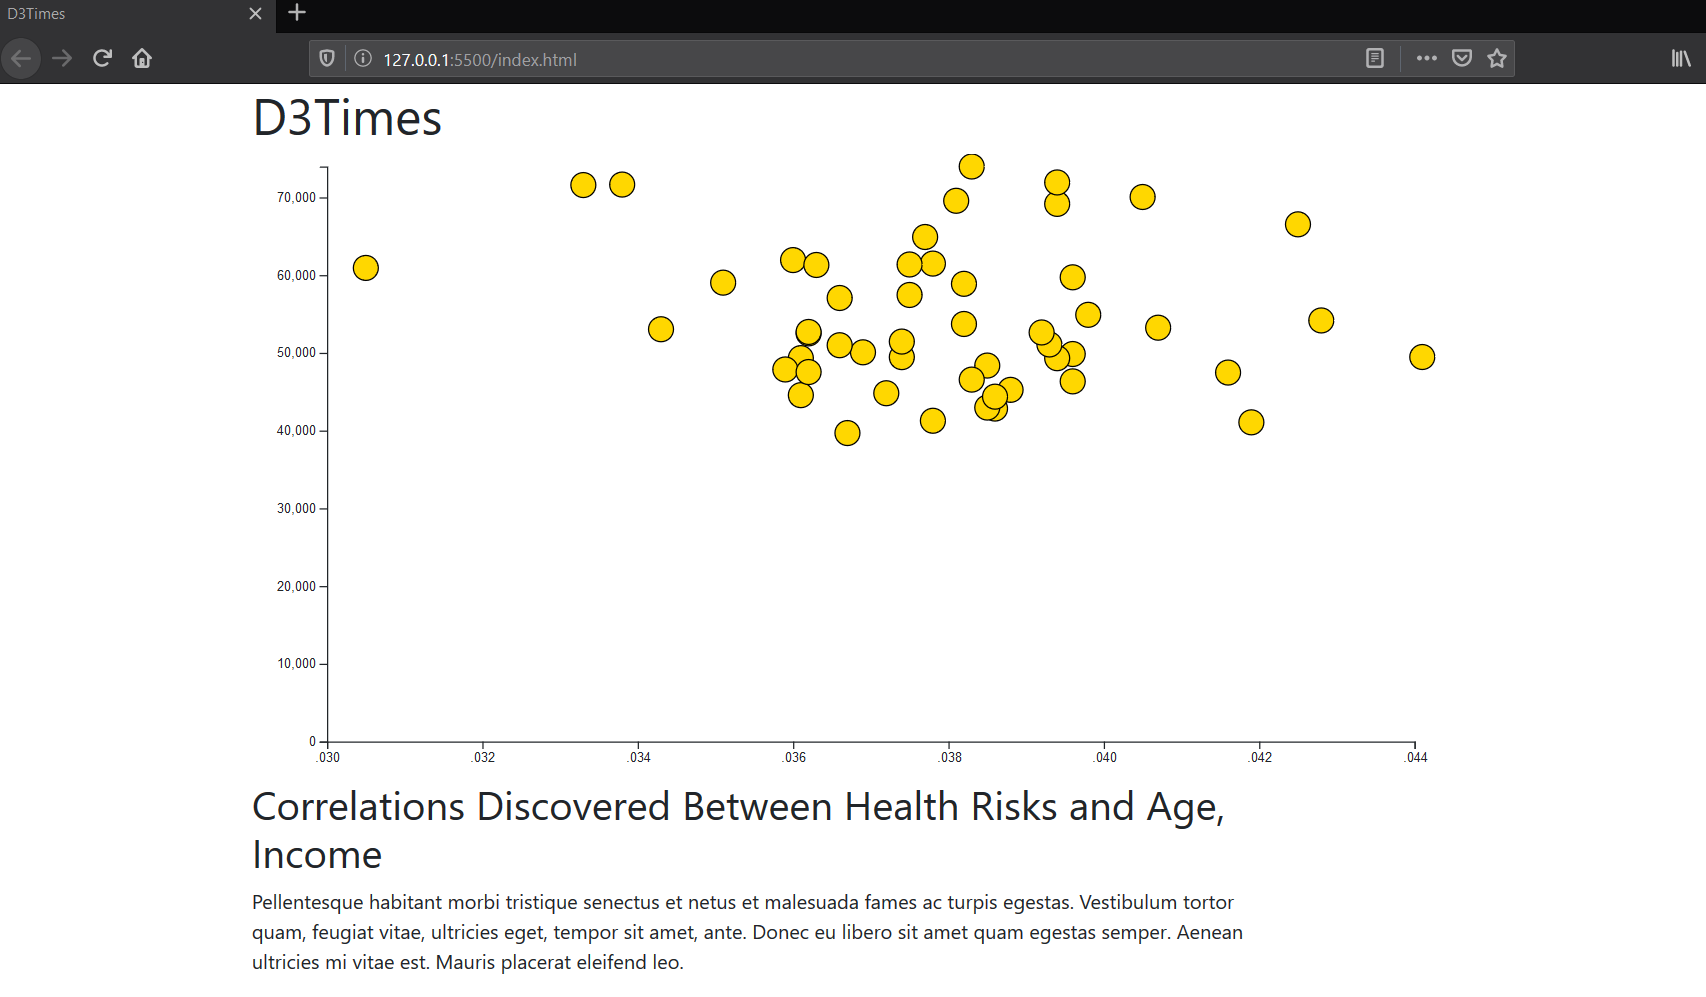 D3Times
127.0.0.1:5500/index.html
D3Times
70,000
60,000
50,000
40,000
30,000
20,000
10,000
0
.030 .032 .034 .036 .038 .040 .042 .044
Correlations Discovered Between Health Risks and Age,
Income
Pellentesque habitant morbi tristique senectus et netus et malesuada fames ac turpis egestas. Vestibulum tortor
quam, feugiat vitae, ultricies eget, tempor sit amet, ante. Donec eu libero sit amet quam egestas semper. Aenean
ultricies mi vitae est. Mauris placerat eleifend leo.